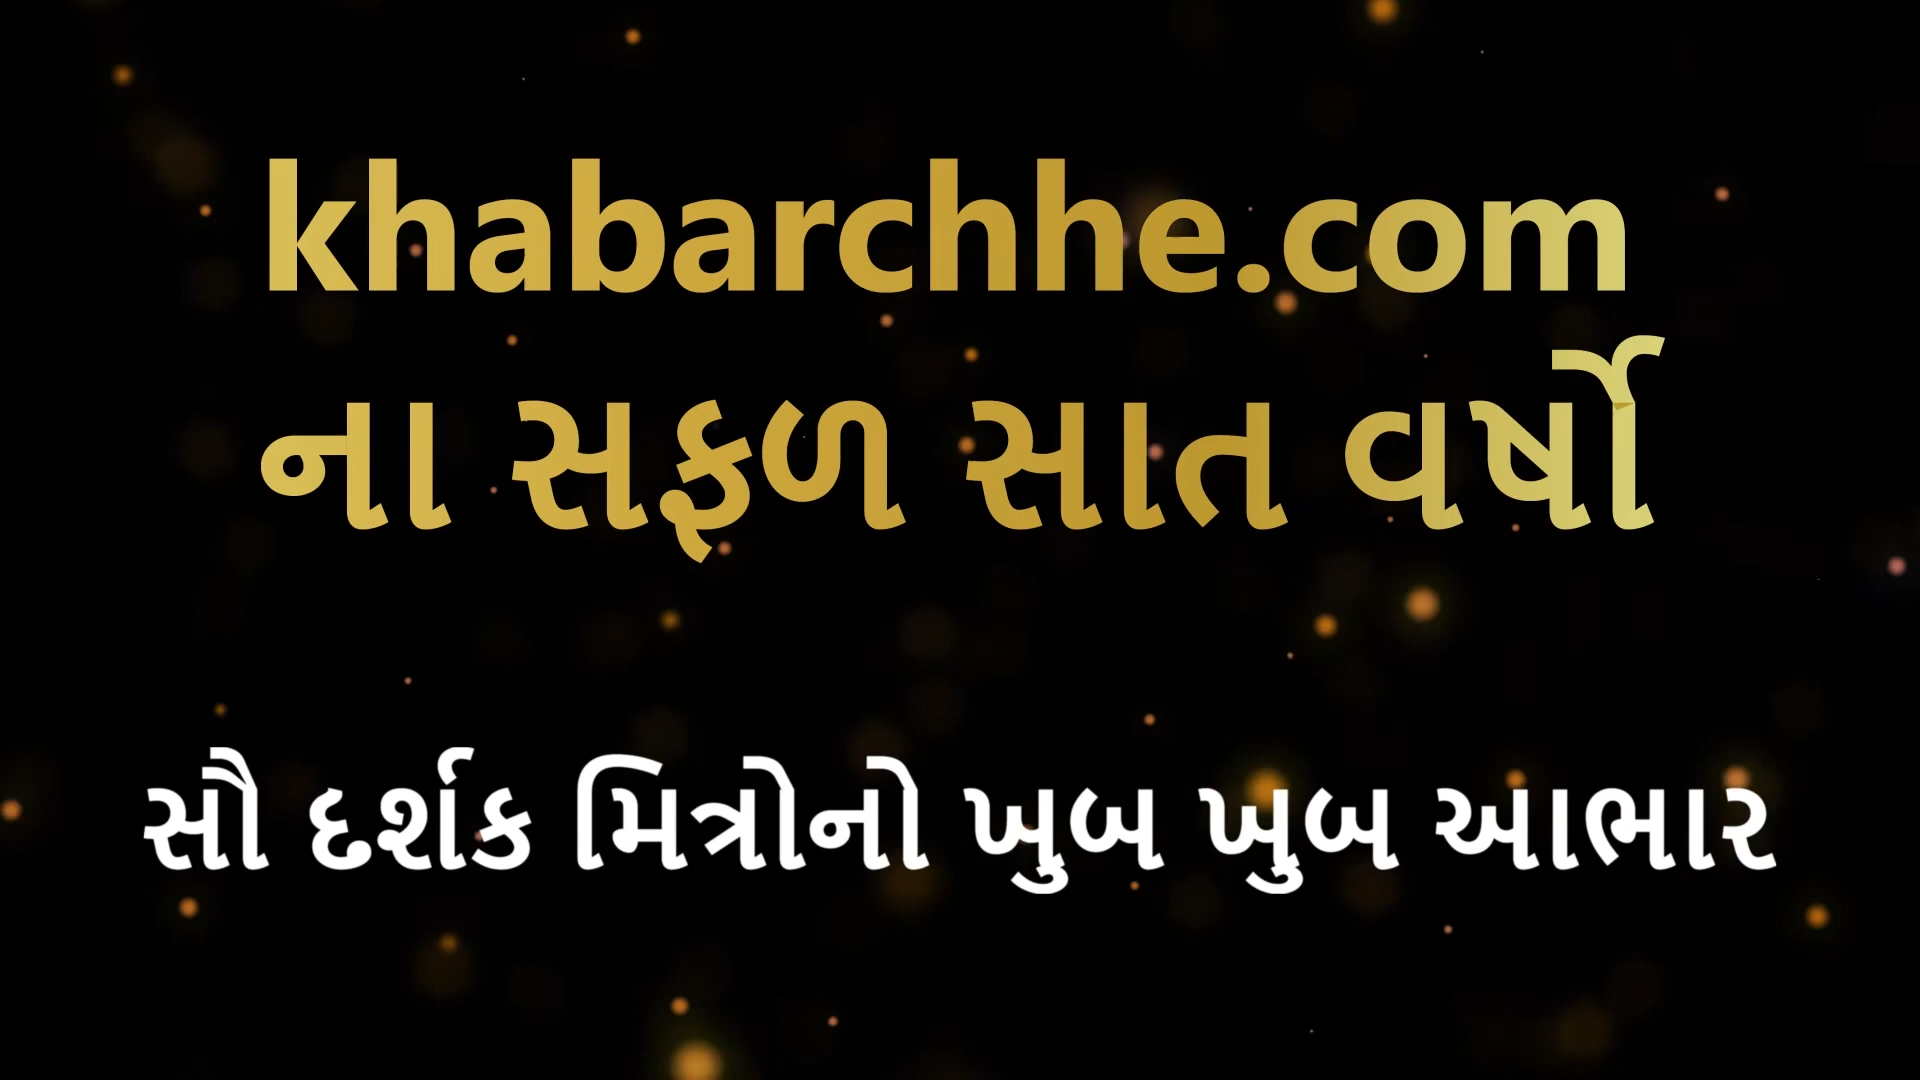 khabarchhe.com
ના સફળ સાત વર્ષો
સૌ દર્શક મિત્રોનો ખુબ ખુબ આભાર